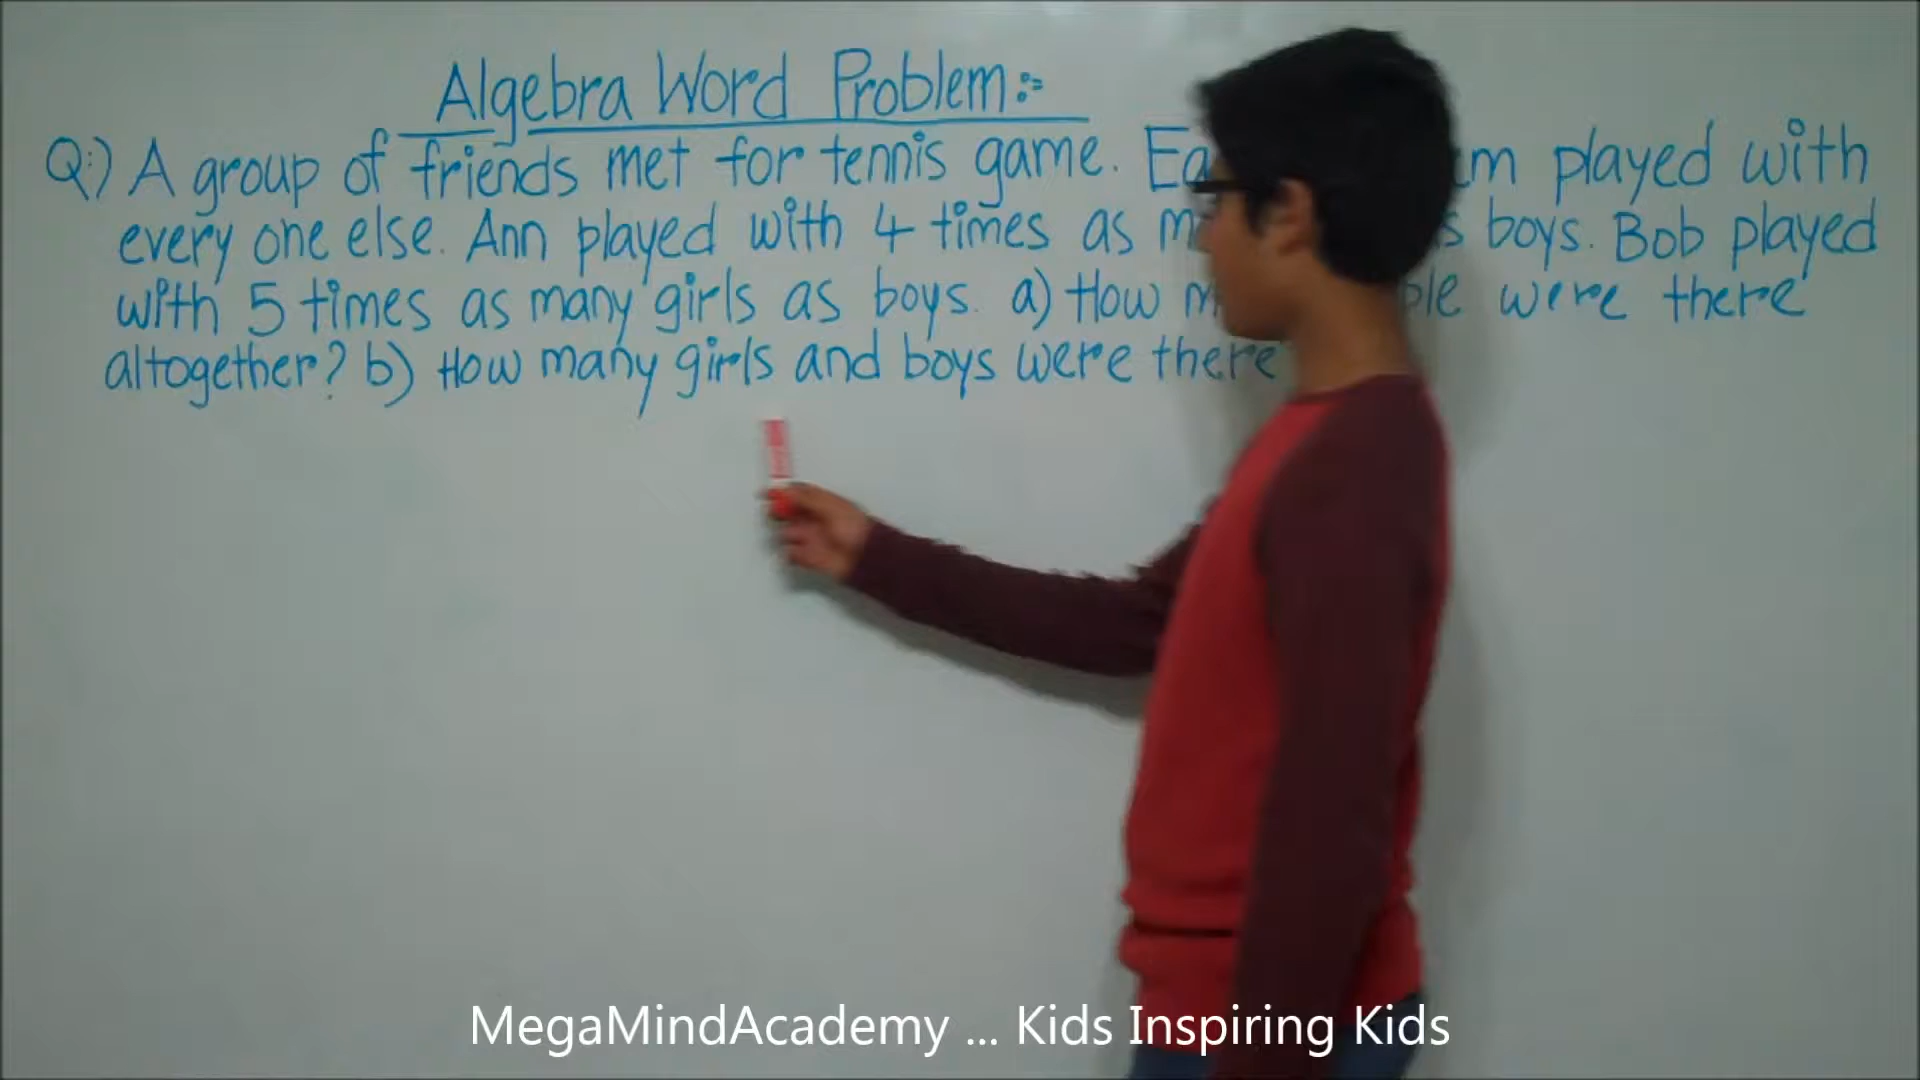 Algebra Word Problem:-
Q:) A group of friends met for tennis game. played with
every one else. Ann played with 4 times as boys. Bob played
with 5 times as many girls as boys. a) How were there
altogether? b) How many girls and boys were there
MegaMindAcademy ... Kids Inspiring Kids